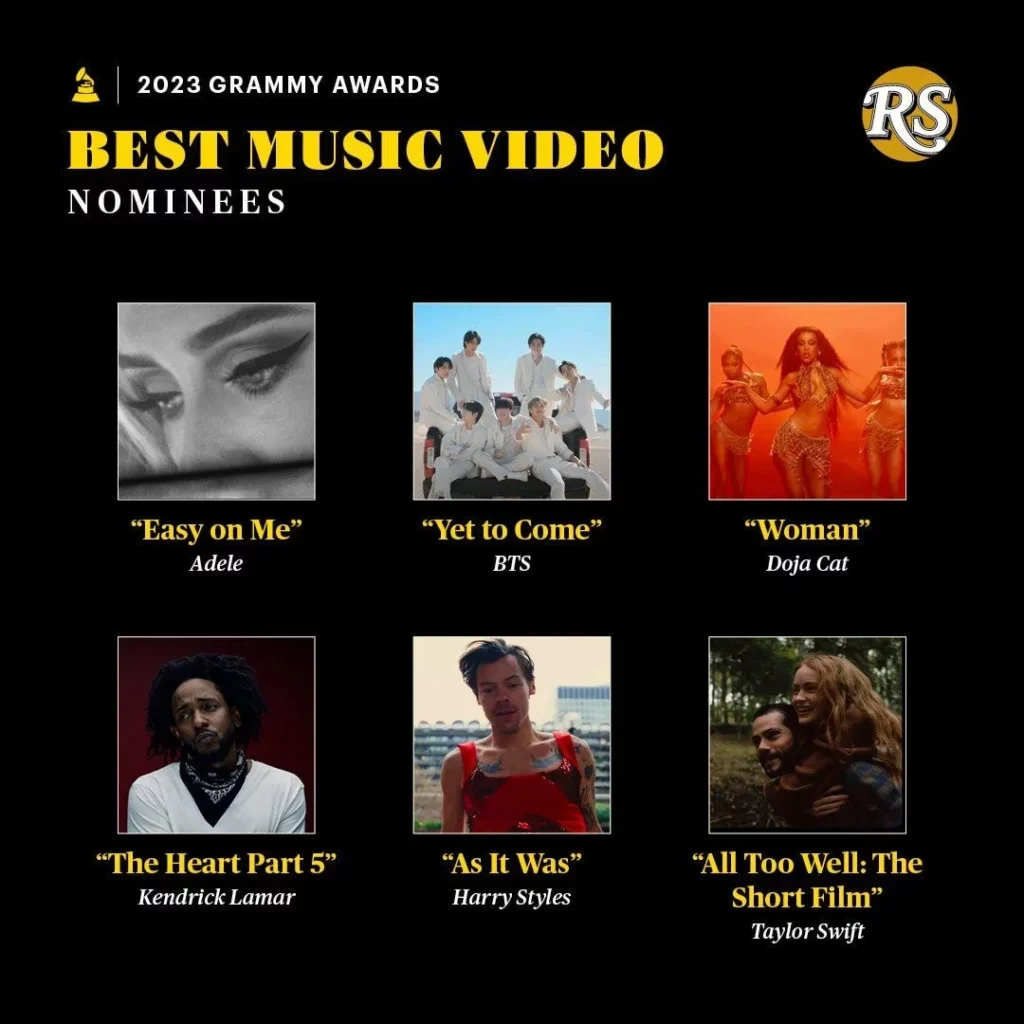 2023 GRAMMY AWARDS
RS
BEST MUSIC VIDEO
NOMINEES
“Easy on Me”
Adele
“Yet to Come”
BTS
“Woman”
Doja Cat
“The Heart Part 5”
Kendrick Lamar
“As It Was”
Harry Styles
“All Too Well: The
Short Film”
Taylor Swift